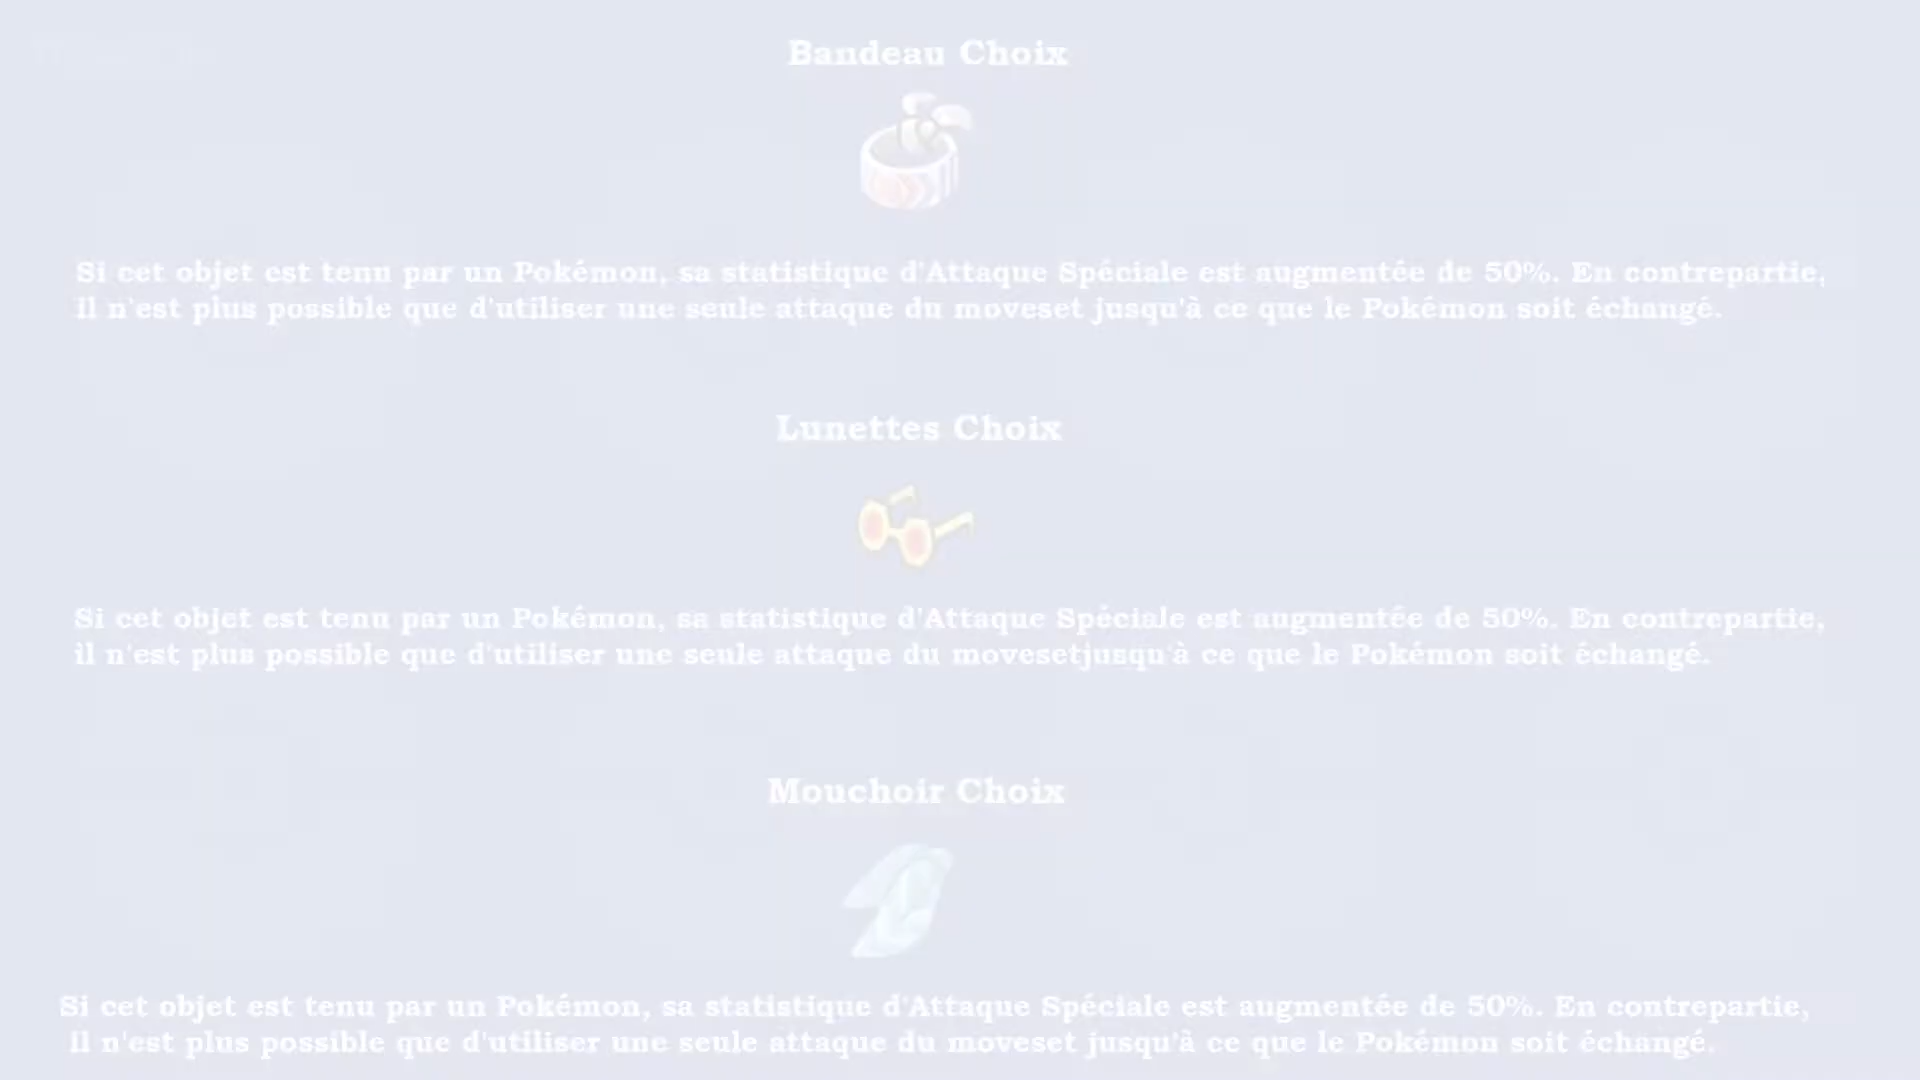 Bandeau Choix
Si cet objet est tenu par un Pokémon, sa statistique d'Attaque Spéciale est augmentée de 50%. En contrepartie,
il n'est plus possible que d'utiliser une seule attaque du moveset jusqu'à ce que le Pokémon soit échangé.
Lunettes Choix
Si cet objet est tenu par un Pokémon, sa statistique d'Attaque Spéciale est augmentée de 50%. En contrepartie,
il n'est plus possible que d'utiliser une seule attaque du movesetjusqu'à ce que le Pokémon soit échangé.
Mouchoir Choix
Si cet objet est tenu par un Pokémon, sa statistique d'Attaque Spéciale est augmentée de 50%. En contrepartie,
il n'est plus possible que d'utiliser une seule attaque du moveset jusqu'à ce que le Pokémon soit échangé.